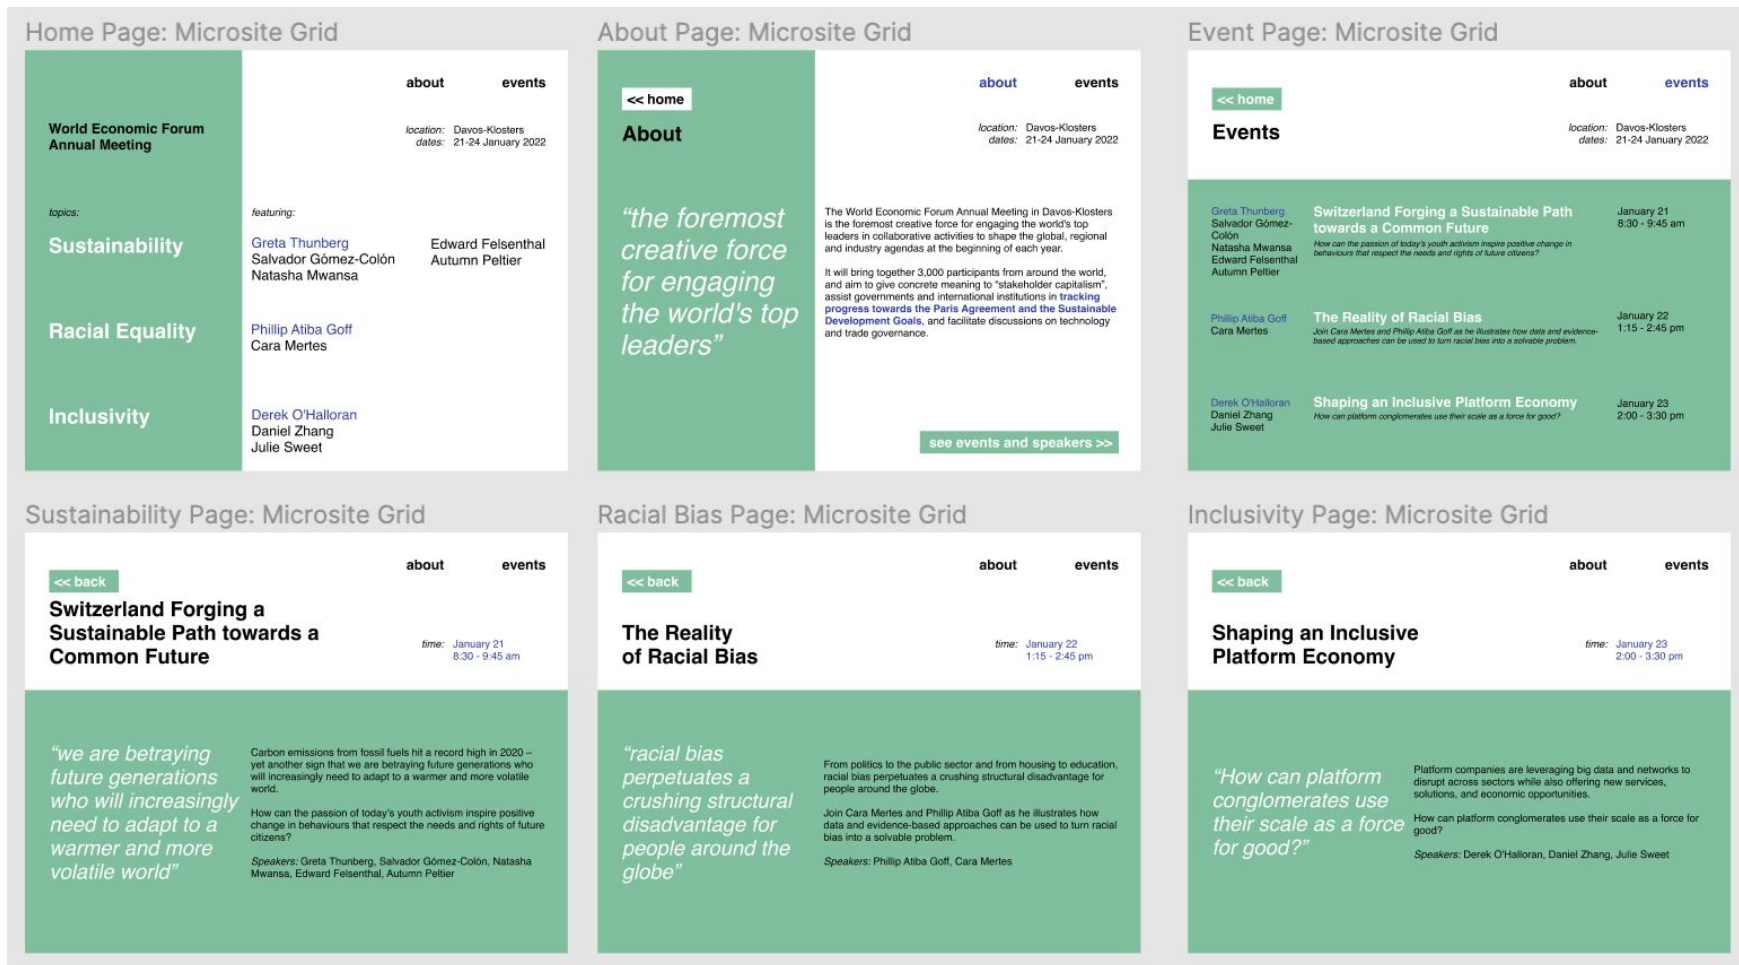 Home Page: Microsite Grid
about
events
World Economic Forum
Annual Meeting
location: Davos-Klosters
dates: 21-24 January 2022
topics:
featuring:
Sustainability
Greta Thunberg
Salvador Gómez-Colón
Natasha Mwansa
Edward Felsenthal
Autumn Peltier
Racial Equality
Phillip Atiba Goff
Cara Mertes
Inclusivity
Derek O'Halloran
Daniel Zhang
Julie Sweet
About Page: Microsite Grid
about
events
<< home
About
location: Davos-Klosters
dates: 21-24 January 2022
“the foremost
creative force
for engaging
the world's top
leaders”
The World Economic Forum Annual Meeting in Davos-Klosters
is the foremost creative force for engaging the world's top
leaders in collaborative activities to shape the global, regional
and industry agendas at the beginning of each year.
It will bring together 3,000 participants from around the world,
and aim to give concrete meaning to “stakeholder capitalism”,
assist governments and international institutions in tracking
progress towards the Paris Agreement and the Sustainable
Development Goals, and facilitate discussions on technology
and trade governance.
see events and speakers >>
Event Page: Microsite Grid
about
events
<< home
Events
location: Davos-Klosters
dates: 21-24 January 2022
Greta Thunberg
Salvador Gómez-
Colón
Natasha Mwansa
Edward Felsenthal
Autumn Peltier
Switzerland Forging a Sustainable Path
towards a Common Future
How can the passion of today's youth activism inspire positive change in
behaviours that respect the needs and rights of future citizens?
January 21
8:30 - 9:45 am
Phillip Atiba Goff
Cara Mertes
The Reality of Racial Bias
Join Cara Mertes and Phillip Atiba Goff as he illustrates how data and evidence-
based approaches can be used to turn racial bias into a solvable problem.
January 22
1:15 - 2:45 pm
Derek O'Halloran
Daniel Zhang
Julie Sweet
Shaping an Inclusive Platform Economy
How can platform conglomerates use their scale as a force for good?
January 23
2:00 - 3:30 pm
Sustainability Page: Microsite Grid
about
events
<< back
Switzerland Forging a
Sustainable Path towards a
Common Future
time: January 21
8:30 - 9:45 am
“we are betraying
future generations
who will increasingly
need to adapt to a
warmer and more
volatile world”
Carbon emissions from fossil fuels hit a record high in 2020 –
yet another sign that we are betraying future generations who
will increasingly need to adapt to a warmer and more volatile
world.
How can the passion of today's youth activism inspire positive
change in behaviours that respect the needs and rights of future
citizens?
Speakers: Greta Thunberg, Salvador Gómez-Colón, Natasha
Mwansa, Edward Felsenthal, Autumn Peltier
Racial Bias Page: Microsite Grid
about
events
<< back
The Reality
of Racial Bias
time: January 22
1:15 - 2:45 pm
“racial bias
perpetuates a
crushing structural
disadvantage for
people around the
globe”
From politics to the public sector and from housing to education,
racial bias perpetuates a crushing structural disadvantage for
people around the globe.
Join Cara Mertes and Phillip Atiba Goff as he illustrates how
data and evidence-based approaches can be used to turn racial
bias into a solvable problem.
Speakers: Phillip Atiba Goff, Cara Mertes
Inclusivity Page: Microsite Grid
about
events
<< back
Shaping an Inclusive
Platform Economy
time: January 23
2:00 - 3:30 pm
“How can platform
conglomerates use
their scale as a force
for good?”
Platform companies are leveraging big data and networks to
disrupt across sectors while also offering new services,
solutions, and economic opportunities.
How can platform conglomerates use their scale as a force for
good?
Speakers: Derek O'Halloran, Daniel Zhang, Julie Sweet